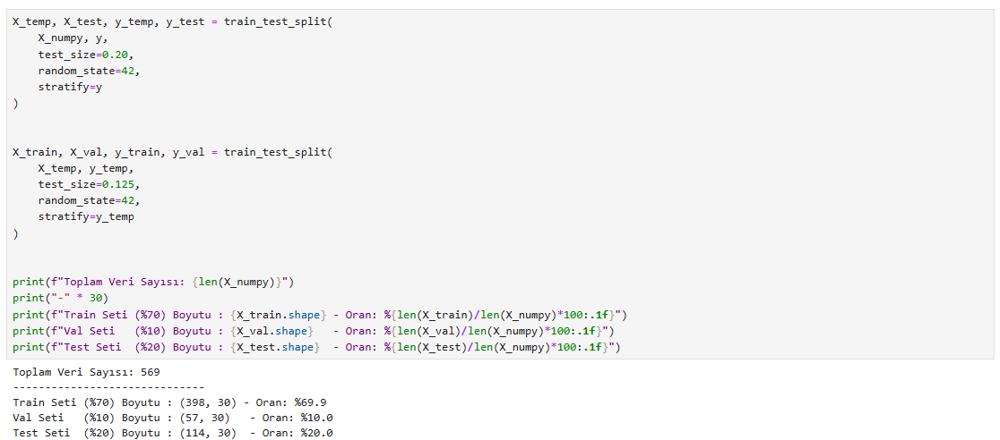 X_temp, X_test, y_temp, y_test = train_test_split(
    X_numpy, y,
    test_size=0.20,
    random_state=42,
    stratify=y
)
X_train, X_val, y_train, y_val = train_test_split(
    X_temp, y_temp,
    test_size=0.125,
    random_state=42,
    stratify=y_temp
)
print(f"Toplam Veri Sayısı: {len(X_numpy)}")
print("-" * 30)
print(f"Train Seti (%70) Boyutu : {X_train.shape} - Oran: %{len(X_train)/len(X_numpy)*100:.1f}")
print(f"Val Seti   (%10) Boyutu : {X_val.shape}   - Oran: %{len(X_val)/len(X_numpy)*100:.1f}")
print(f"Test Seti  (%20) Boyutu : {X_test.shape}  - Oran: %{len(X_test)/len(X_numpy)*100:.1f}")
Toplam Veri Sayısı: 569
------------------------------
Train Seti (%70) Boyutu : (398, 30) - Oran: %69.9
Val Seti   (%10) Boyutu : (57, 30)   - Oran: %10.0
Test Seti  (%20) Boyutu : (114, 30)  - Oran: %20.0